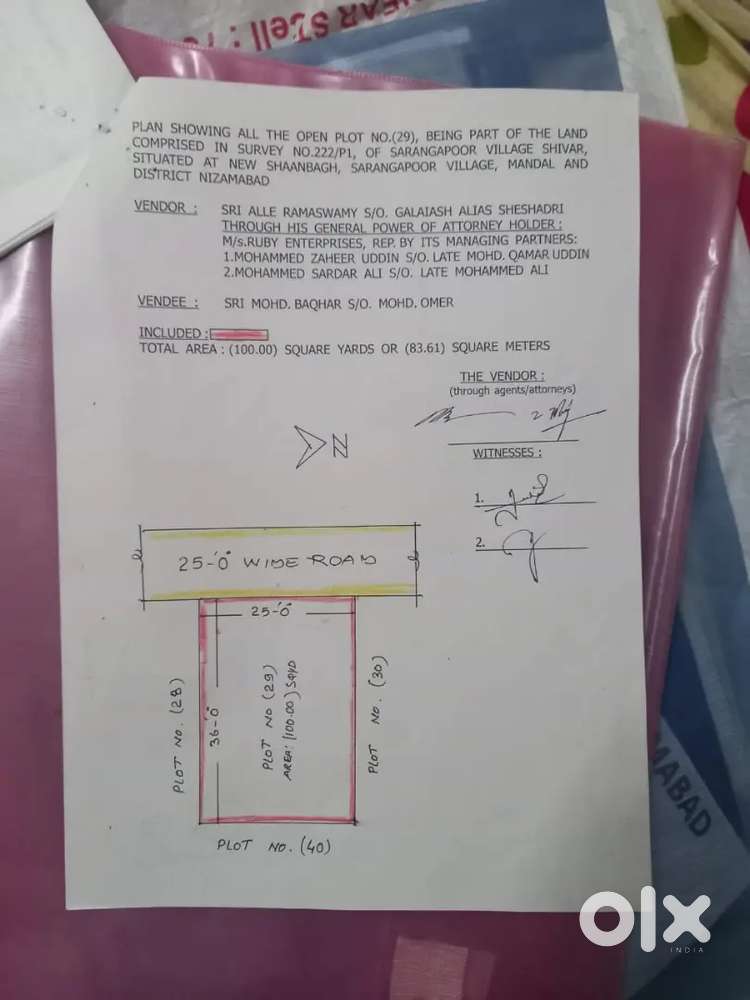 PLAN SHOWING ALL THE OPEN PLOT NO.(29), BEING PART OF THE LAND
COMPRISED IN SURVEY NO.222/P1, OF SARANGAPOOR VILLAGE SHIVAR,
SITUATED AT NEW SHAANBAGH, SARANGAPOOR VILLAGE, MANDAL AND
DISTRICT NIZAMABAD
VENDOR : SRI ALLE RAMASWAMY S/O. GALAIASH ALIAS SHESHADRI
THROUGH HIS GENERAL POWER OF ATTORNEY HOLDER :
M/s.RUBY ENTERPRISES, REP. BY ITS MANAGING PARTNERS:
1.MOHAMMED ZAHEER UDDIN S/O. LATE MOHD. QAMAR UDDIN
2.MOHAMMED SARDAR ALI S/O. LATE MOHAMMED ALI
VENDEE : SRI MOHD. BAQHAR S/O. MOHD. OMER
INCLUDED :
TOTAL AREA : (100.00) SQUARE YARDS OR (83.61) SQUARE METERS
THE VENDOR :
(through agents/attorneys)
WITNESSES :
1.
2.
N
25-'0" WIDE ROAD
25-'0"
36-'0"
PLOT NO. (28)
PLOT NO (29)
AREA: (100.00) SQYD
PLOT NO. (30)
PLOT NO. (40)
MABAD
olx
INDIA